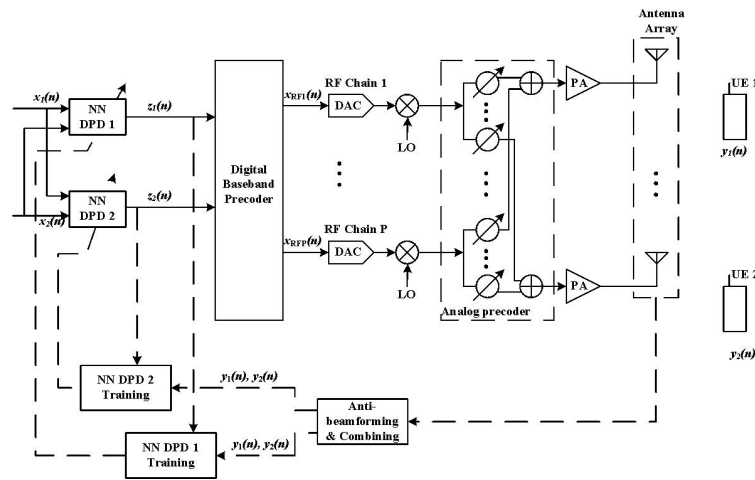 Antenna
Array
x1(n)
NN
DPD 1
z1(n)
xRF1(n)
RF Chain 1
DAC
LO
PA
UE 1
y1(n)
Digital
Baseband
Precoder
NN
DPD 2
x2(n)
z2(n)
xRFP(n)
RF Chain P
DAC
LO
Analog precoder
PA
UE 2
y2(n)
NN DPD 2
Training
y1(n), y2(n)
Anti-
beamforming
& Combining
NN DPD 1
Training
y1(n), y2(n)